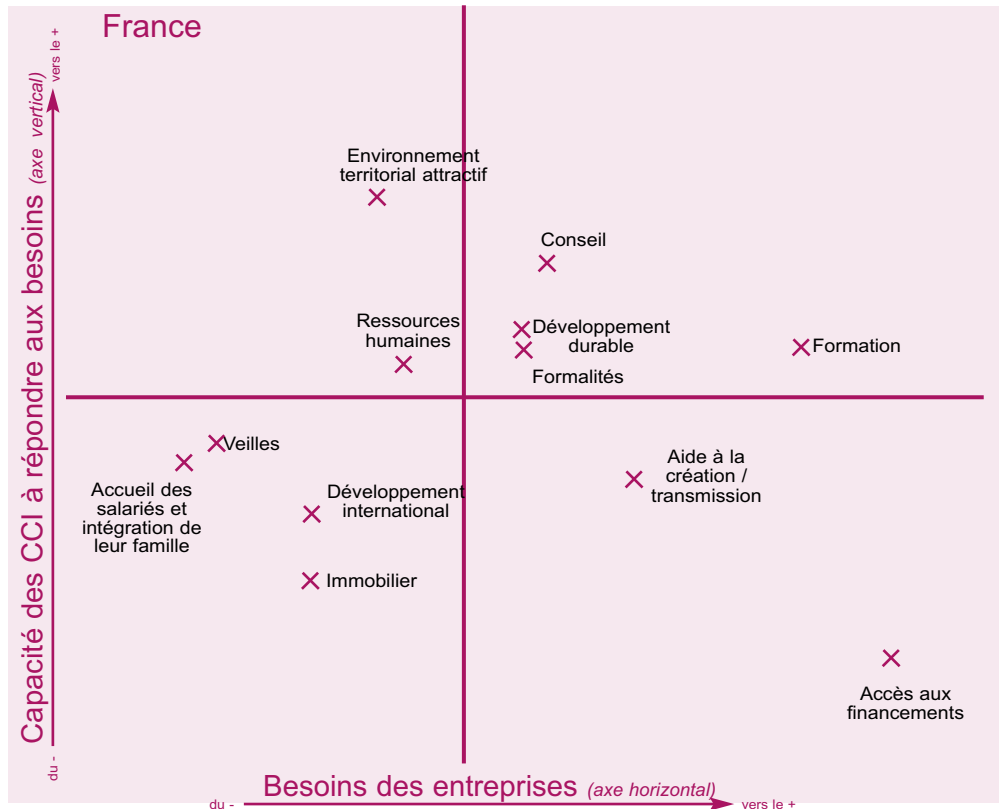 France
vers le +
Capacité des CCI à répondre aux besoins (axe vertical)
du -
Environnement
territorial attractif
Conseil
Ressources
humaines
Développement
durable
Formalités
Formation
Veilles
Accueil des
salariés et
intégration de
leur famille
Développement
international
Immobilier
Aide à la
création /
transmission
Accès aux
financements
Besoins des entreprises (axe horizontal)
du -
vers le +